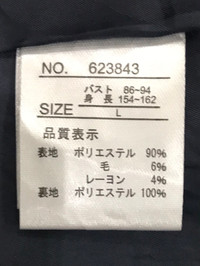 NO. 623843
バスト 86~94
身長 154~162
SIZE L
品質表示
表地 ポリエステル 90%
毛 6%
レーヨン 4%
裏地 ポリエステル 100%